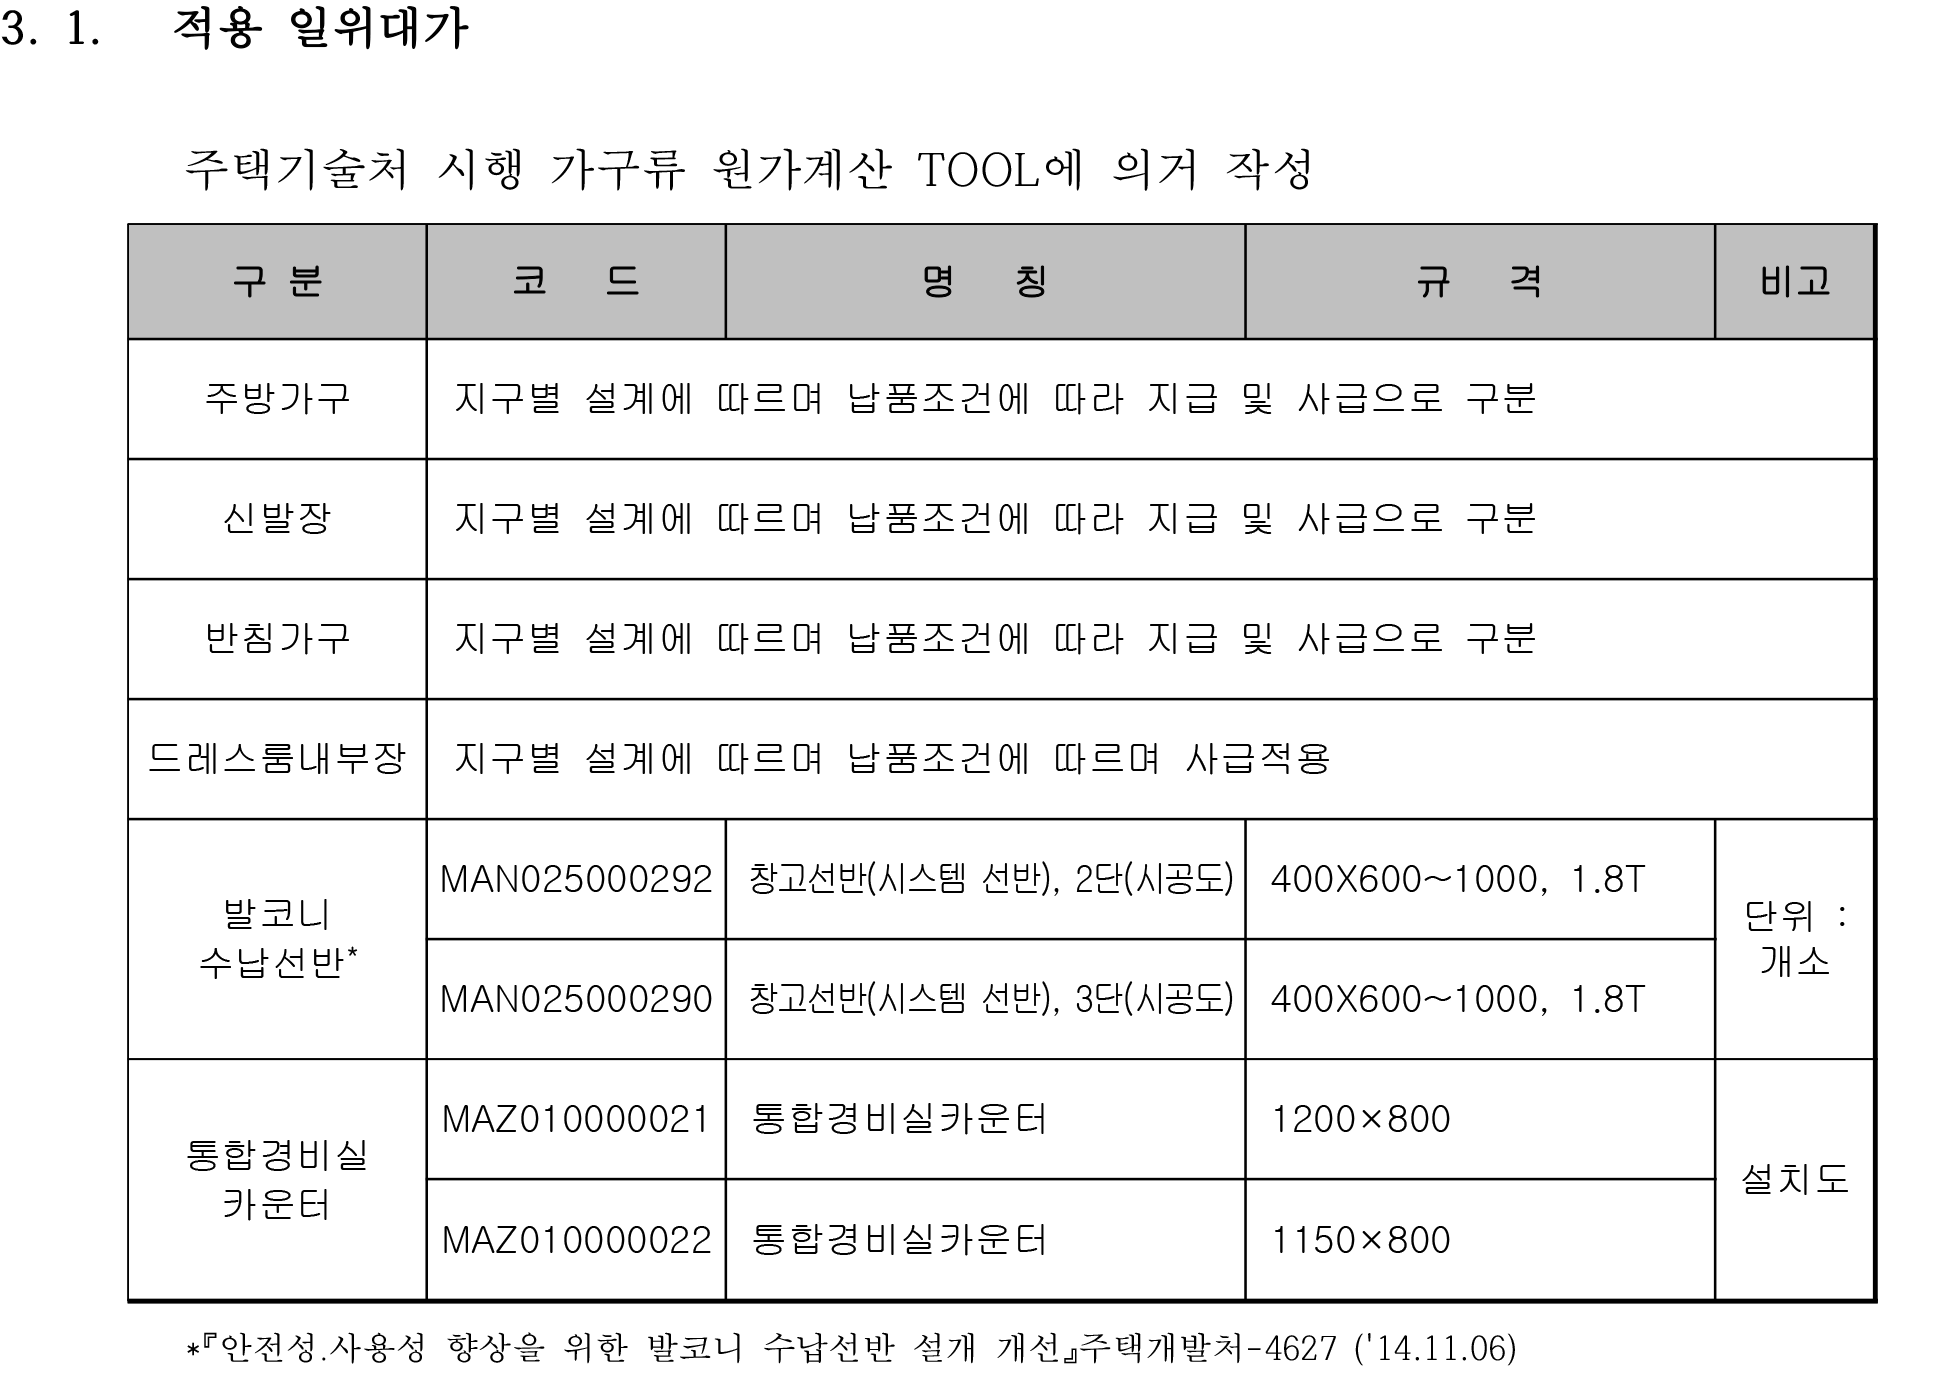 3. 1. 적용 일위대가
주택기술처 시행 가구류 원가계산 TOOL에 의거 작성
구 분 코 드 명 칭 규 격 비고
주방가구 지구별 설계에 따르며 납품조건에 따라 지급 및 사급으로 구분
신발장 지구별 설계에 따르며 납품조건에 따라 지급 및 사급으로 구분
반침가구 지구별 설계에 따르며 납품조건에 따라 지급 및 사급으로 구분
드레스룸내부장 지구별 설계에 따르며 납품조건에 따르며 사급적용
발코니
수납선반*
MAN025000292 창고선반(시스템 선반), 2단(시공도) 400X600~1000, 1.8T
단위 :
개소
MAN025000290 창고선반(시스템 선반), 3단(시공도) 400X600~1000, 1.8T
통합경비실
카운터
MAZ010000021 통합경비실카운터 1200×800
설치도
MAZ010000022 통합경비실카운터 1150×800
*『안전성.사용성 향상을 위한 발코니 수납선반 설개 개선』주택개발처-4627 ('14.11.06)